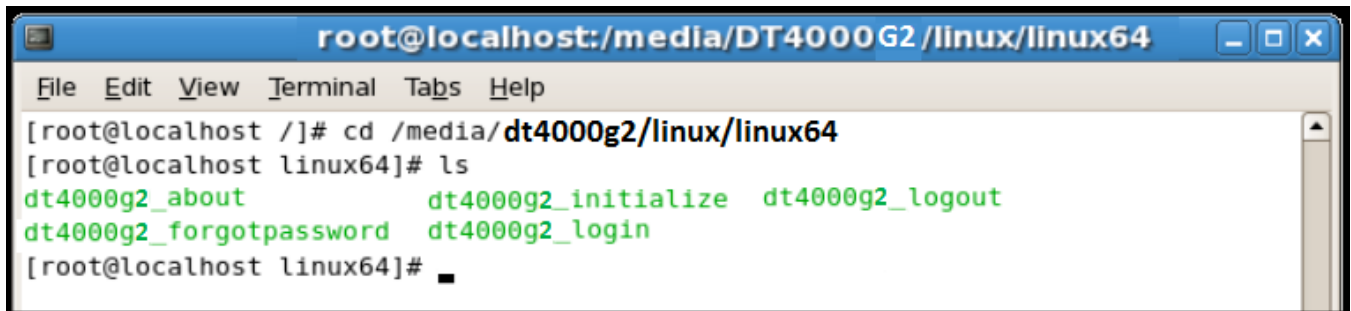 root@localhost:/media/DT4000G2/linux/linux64
File Edit View Terminal Tabs Help
[root@localhost /]# cd /media/dt4000g2/linux/linux64
[root@localhost linux64]# ls
dt4000g2_about dt4000g2_initialize dt4000g2_logout
dt4000g2_forgotpassword dt4000g2_login
[root@localhost linux64]#